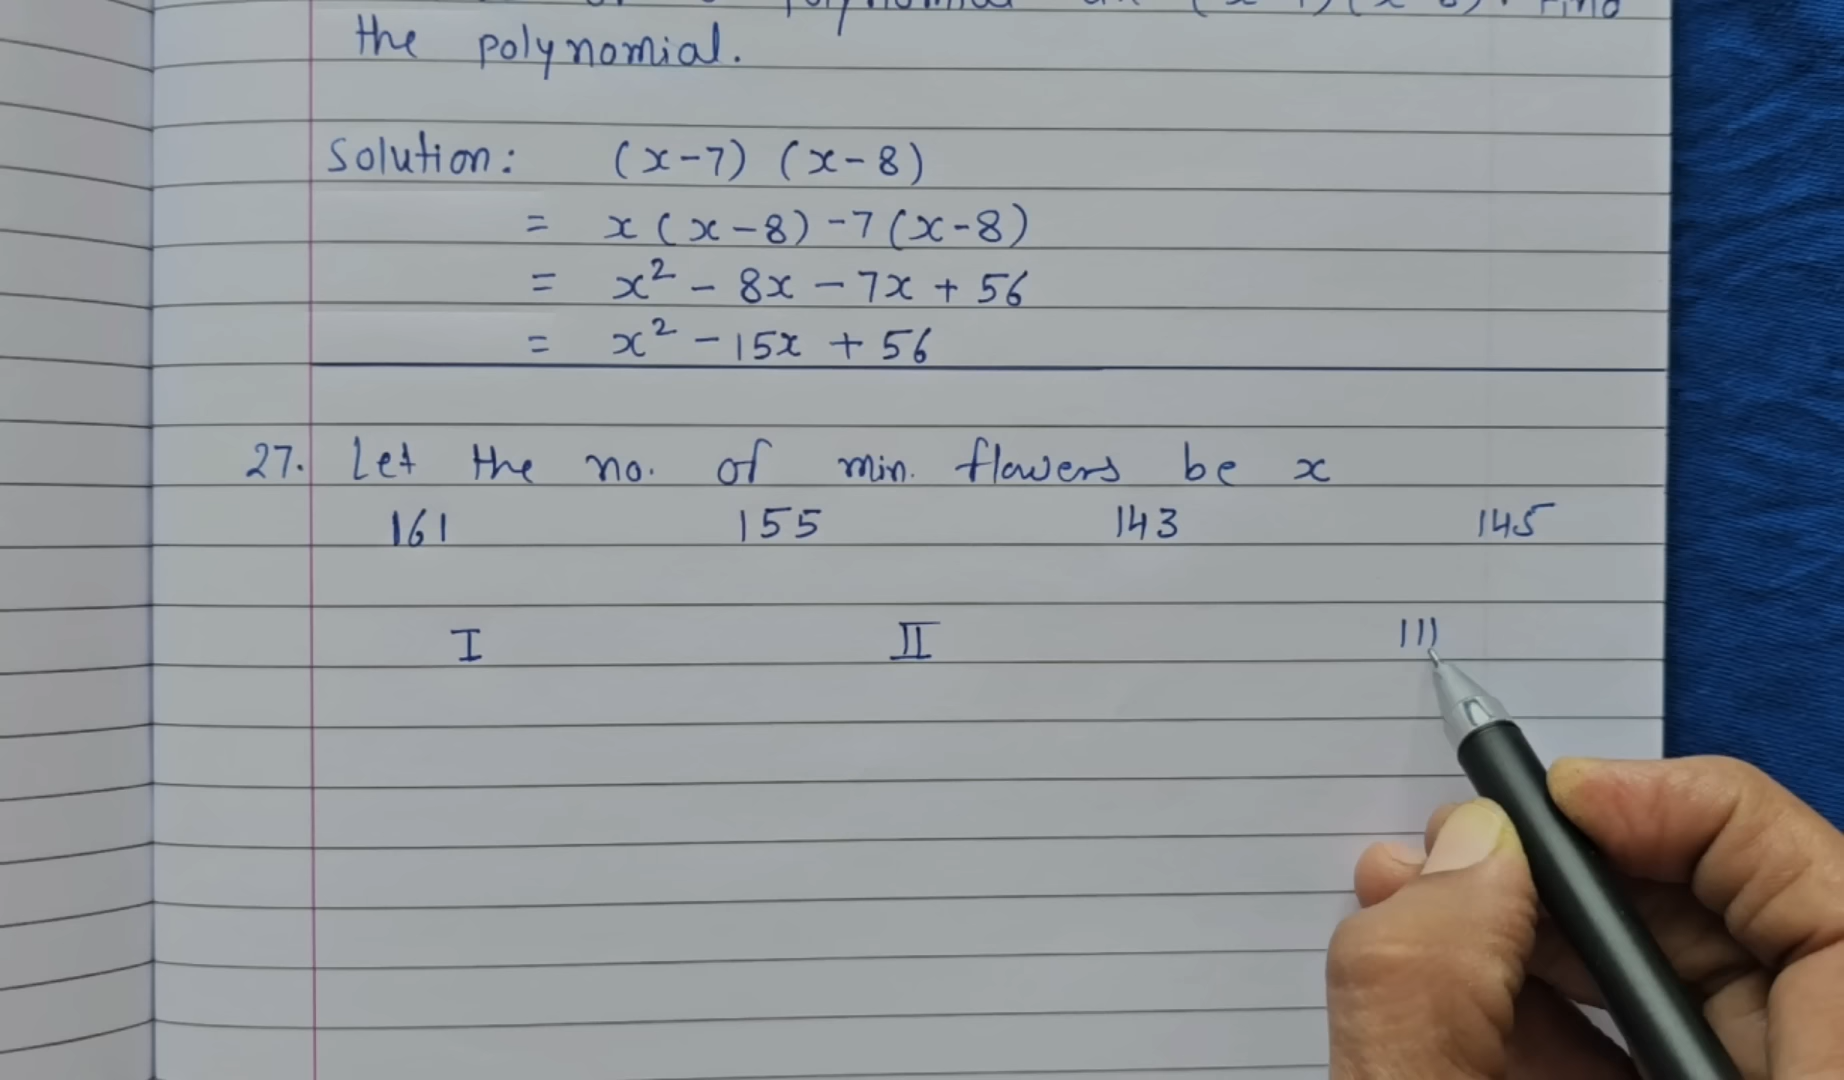 polynomial
the polynomial.
Solution: (x-7) (x-8)
= x (x-8) -7 (x-8)
= x² - 8x - 7x + 56
= x² - 15x + 56
27. Let the no. of min. flowers be x
161 155 143 145
I II III